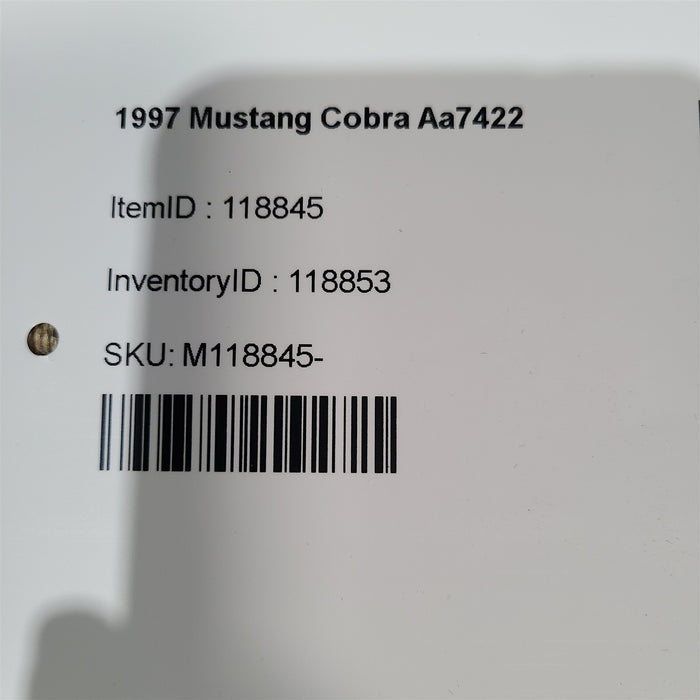 1997 Mustang Cobra Aa7422
ItemID : 118845
InventoryID : 118853
SKU: M118845-